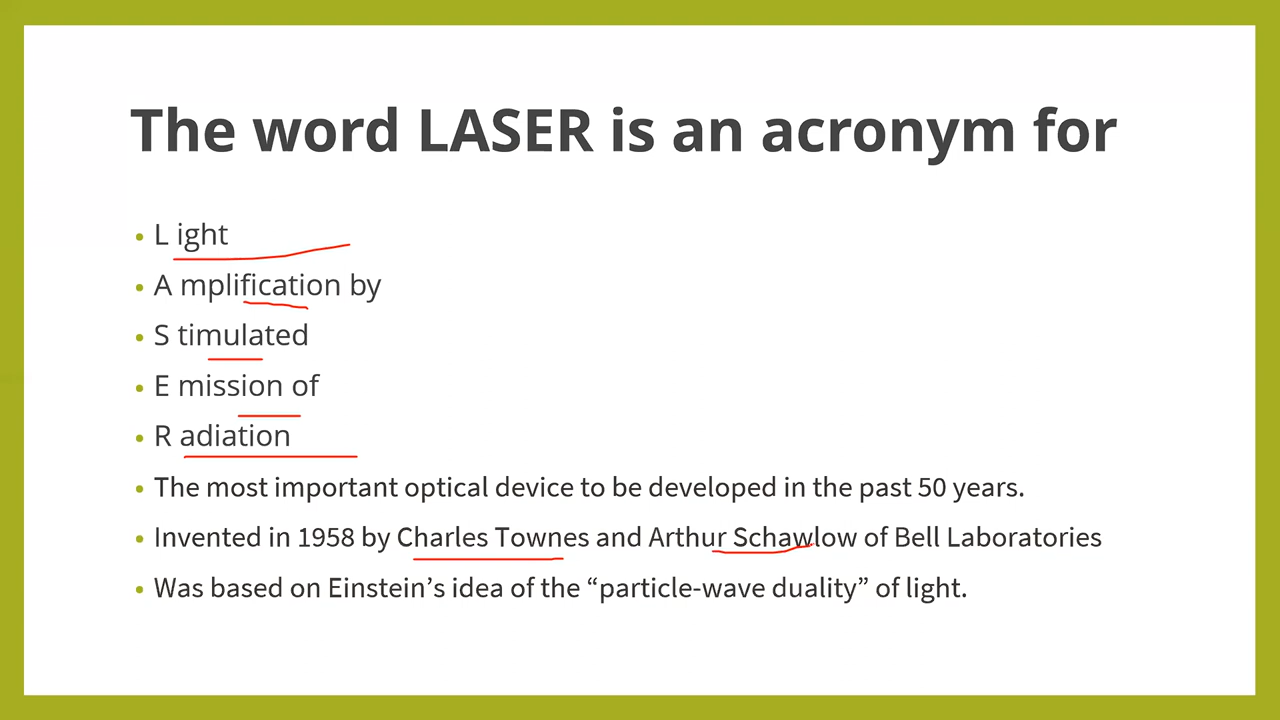 The word LASER is an acronym for
• L ight
• A mplification by
• S timulated
• E mission of
• R adiation
• The most important optical device to be developed in the past 50 years.
• Invented in 1958 by Charles Townes and Arthur Schawlow of Bell Laboratories
• Was based on Einstein’s idea of the “particle-wave duality” of light.